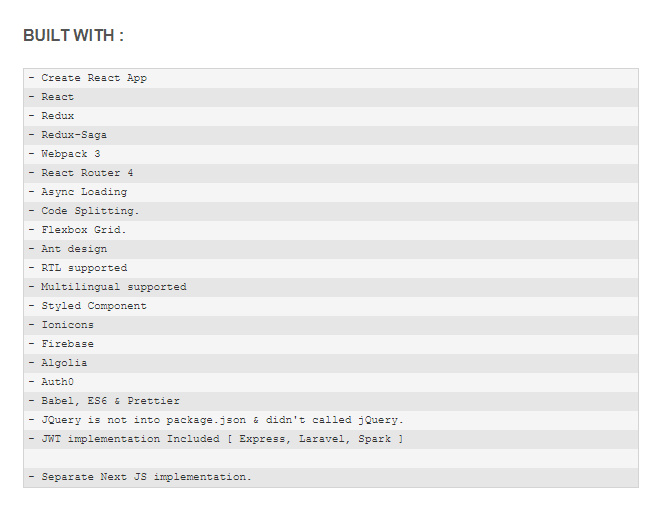 BUILT WITH :
- Create React App
- React
- Redux
- Redux-Saga
- Webpack 3
- React Router 4
- Async Loading
- Code Splitting.
- Flexbox Grid.
- Ant design
- RTL supported
- Multilingual supported
- Styled Component
- Ionicons
- Firebase
- Algolia
- Auth0
- Babel, ES6 & Prettier
- JQuery is not into package.json & didn't called jQuery.
- JWT implementation Included [ Express, Laravel, Spark ]
- Separate Next JS implementation.